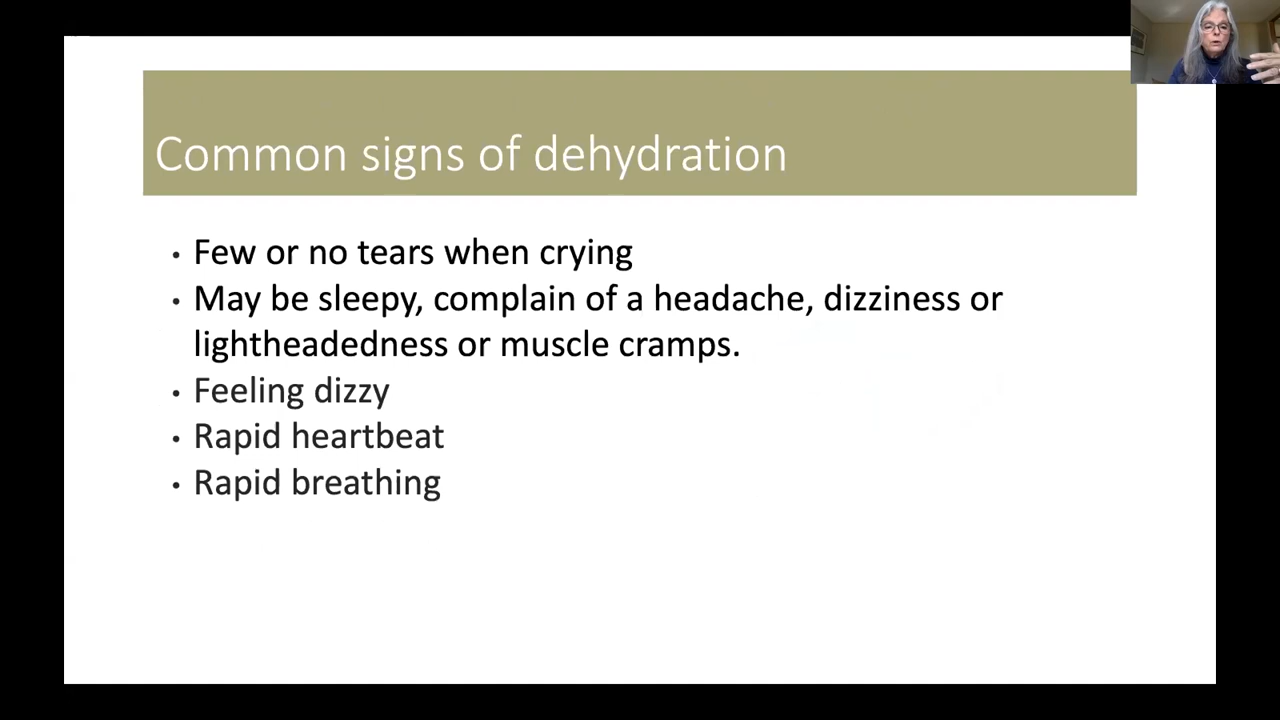 Common signs of dehydration
• Few or no tears when crying
• May be sleepy, complain of a headache, dizziness or
lightheadedness or muscle cramps.
• Feeling dizzy
• Rapid heartbeat
• Rapid breathing